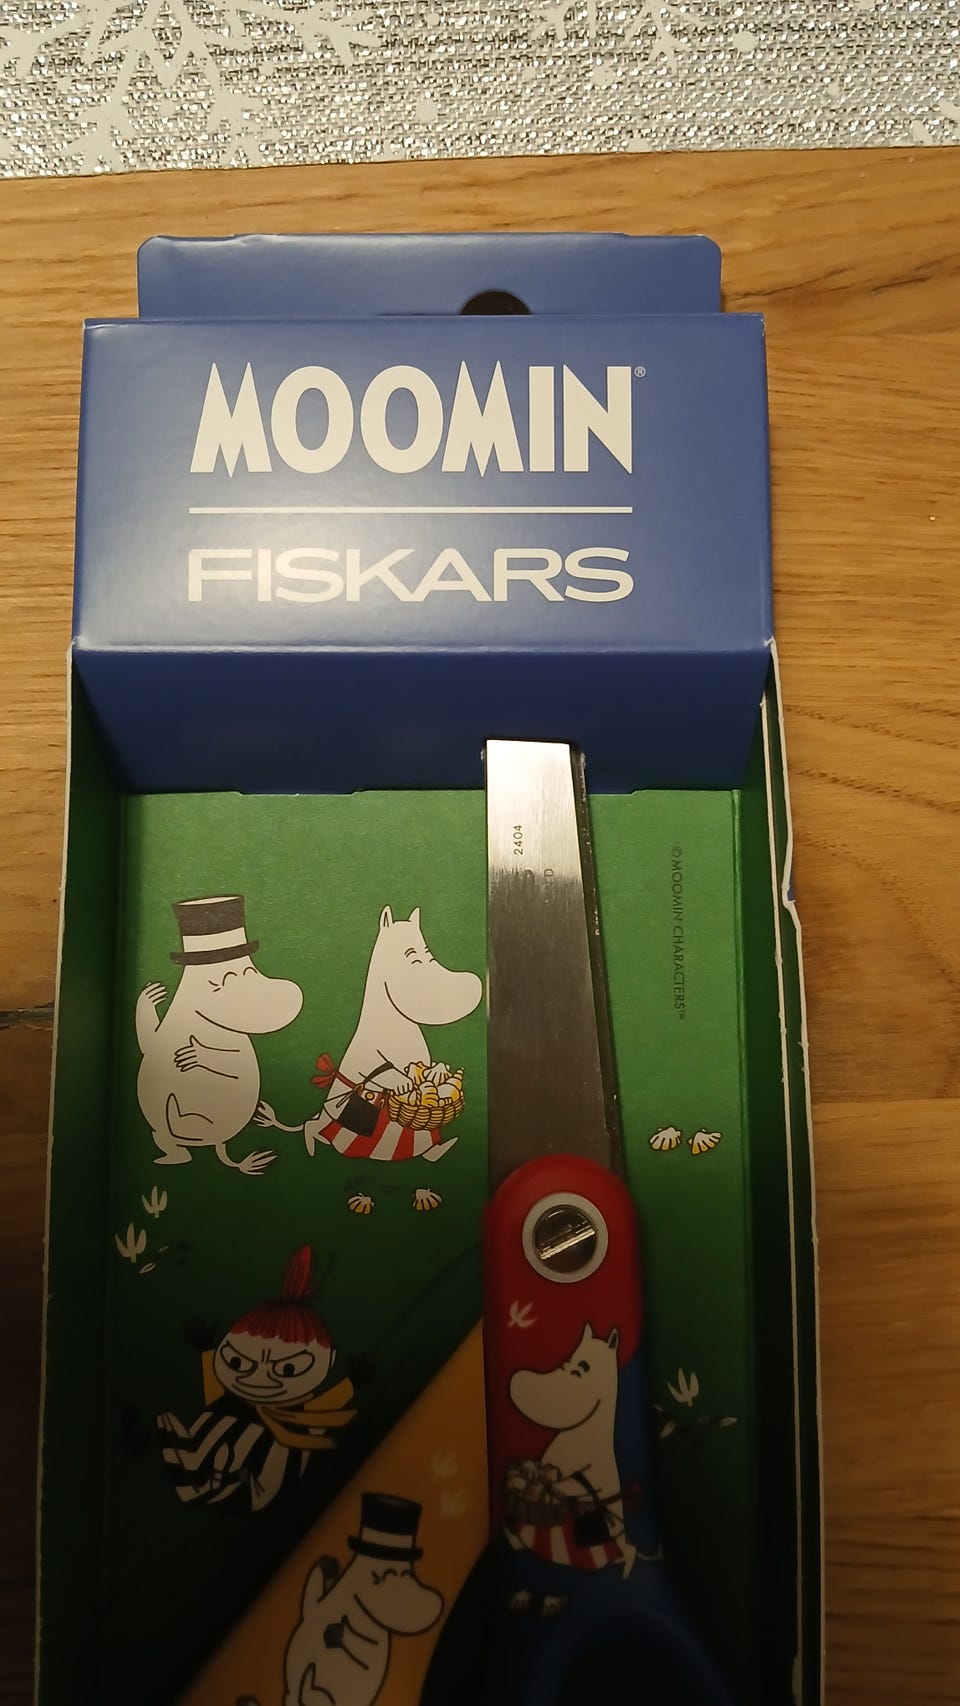 MOOMIN®
FISKARS
2404
©MOOMIN CHARACTERS™